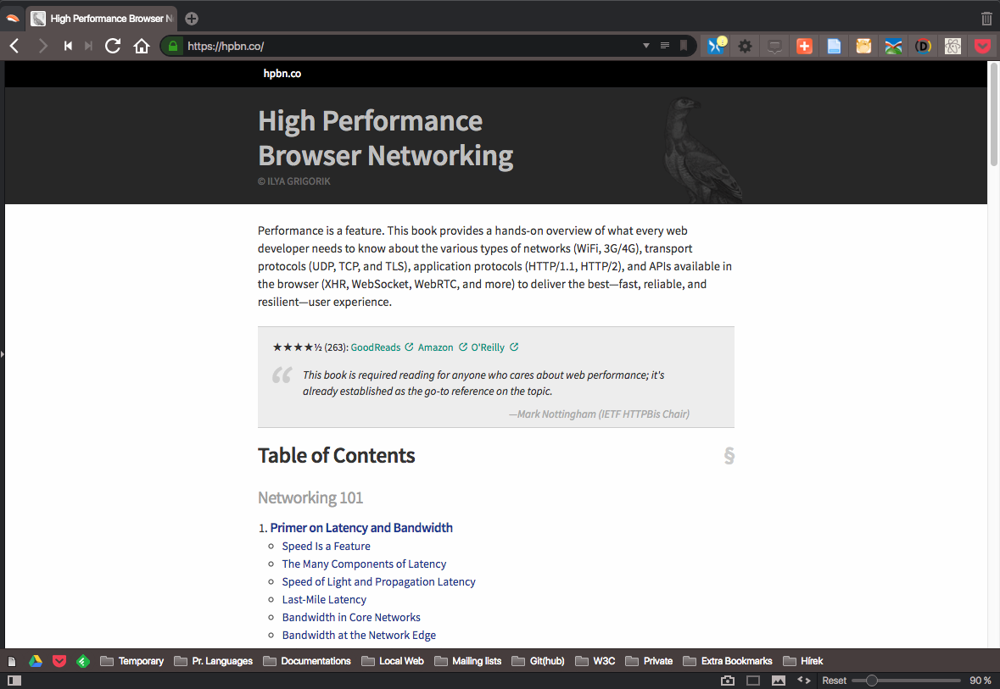 High Performance Browser N
https://hpbn.co/
hpbn.co
High Performance
Browser Networking
© ILYA GRIGORIK
Performance is a feature. This book provides a hands-on overview of what every web
developer needs to know about the various types of networks (WiFi, 3G/4G), transport
protocols (UDP, TCP, and TLS), application protocols (HTTP/1.1, HTTP/2), and APIs available in
the browser (XHR, WebSocket, WebRTC, and more) to deliver the best—fast, reliable, and
resilient—user experience.
★★★★½ (263): GoodReads Amazon O'Reilly
“ This book is required reading for anyone who cares about web performance; it's
already established as the go-to reference on the topic.
—Mark Nottingham (IETF HTTPBis Chair)
Table of Contents §
Networking 101
1. Primer on Latency and Bandwidth
Speed Is a Feature
The Many Components of Latency
Speed of Light and Propagation Latency
Last-Mile Latency
Bandwidth in Core Networks
Bandwidth at the Network Edge
Temporary Pr. Languages Documentations Local Web Mailing lists Git(hub) W3C Private Extra Bookmarks Hírek
Reset 90 %